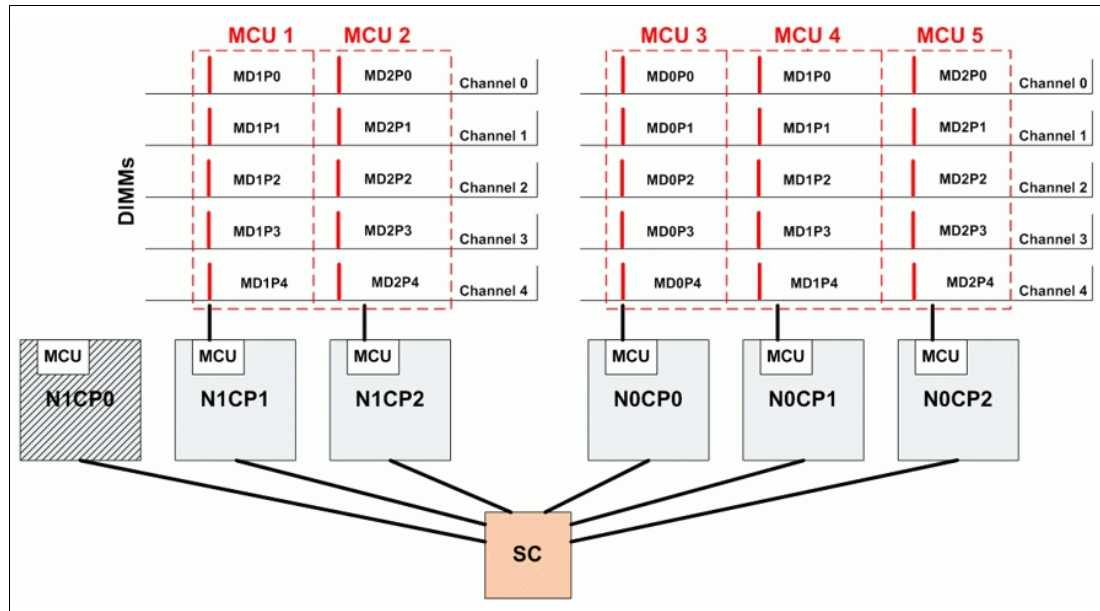 MCU 1 MCU 2 MCU 3 MCU 4 MCU 5
MD1P0 MD2P0 Channel 0 MD0P0 MD1P0 MD2P0 Channel 0
MD1P1 MD2P1 Channel 1 MD0P1 MD1P1 MD2P1 Channel 1
MD1P2 MD2P2 Channel 2 MD0P2 MD1P2 MD2P2 Channel 2
DIMMs
MD1P3 MD2P3 Channel 3 MD0P3 MD1P3 MD2P3 Channel 3
MD1P4 MD2P4 Channel 4 MD0P4 MD1P4 MD2P4 Channel 4
MCU MCU MCU MCU MCU MCU
N1CP0 N1CP1 N1CP2 N0CP0 N0CP1 N0CP2
SC